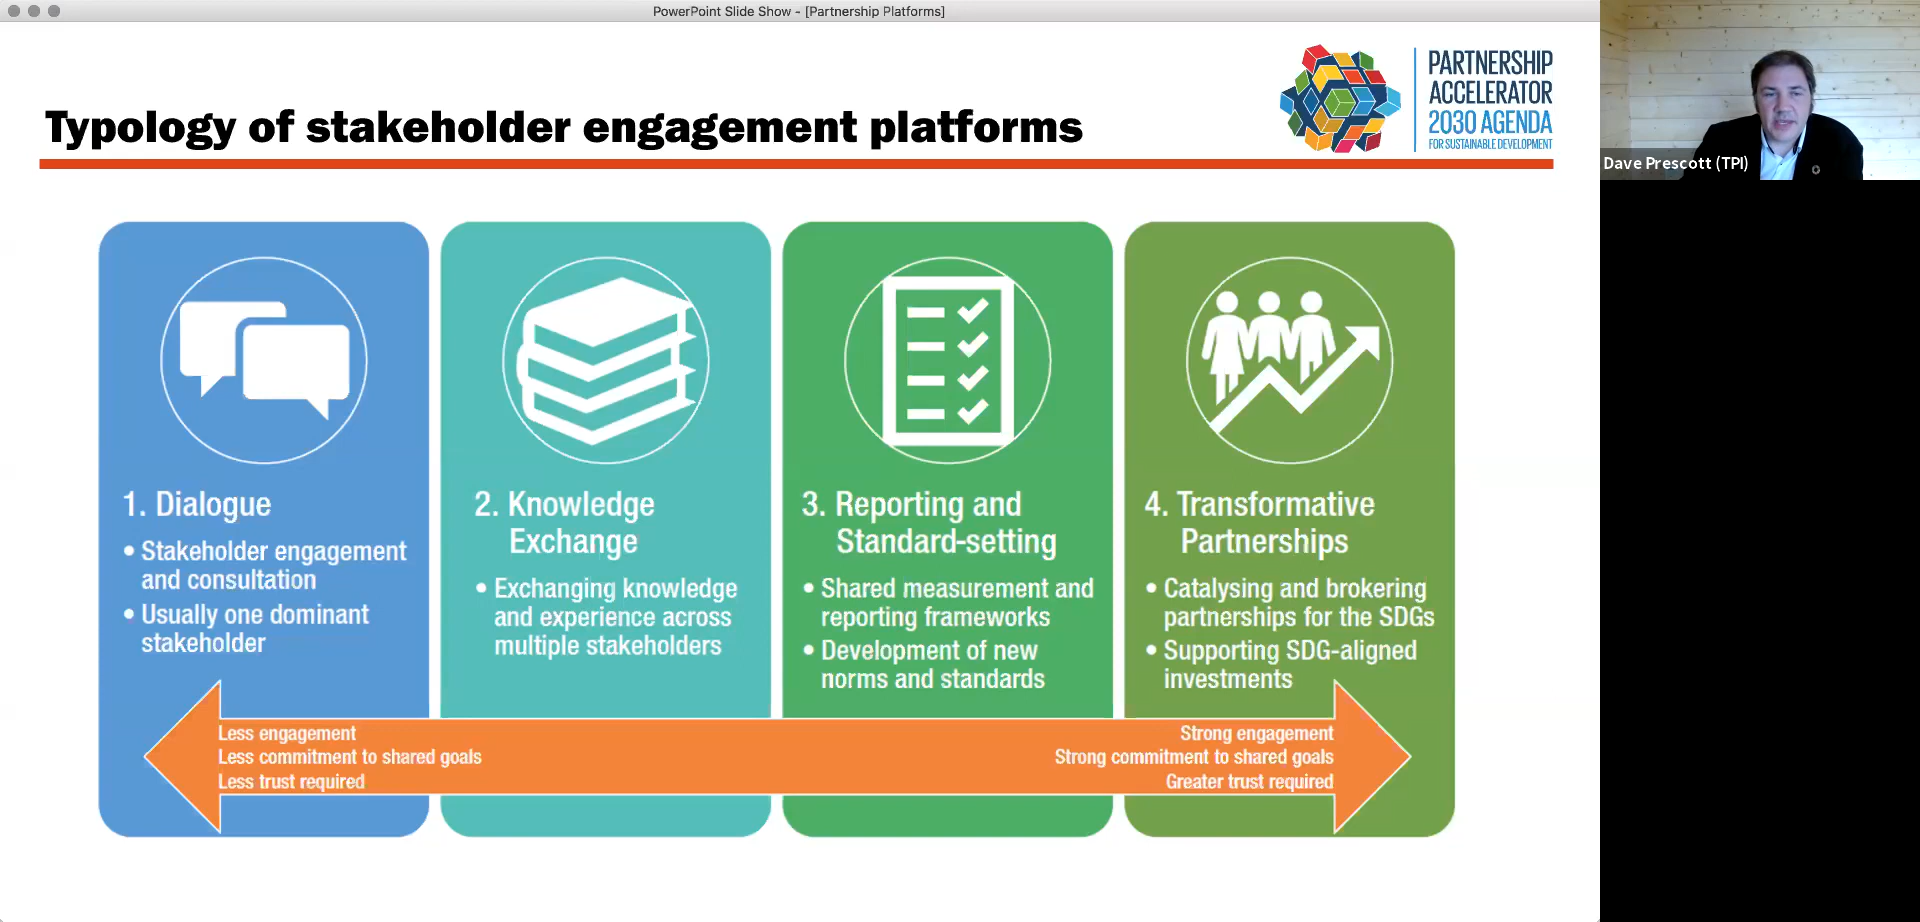 PowerPoint Slide Show - [Partnership Platforms]
Typology of stakeholder engagement platforms
PARTNERSHIP
ACCELERATOR
2030 AGENDA
FOR SUSTAINABLE DEVELOPMENT
Dave Prescott (TPI)
1. Dialogue
• Stakeholder engagement
and consultation
• Usually one dominant
stakeholder
2. Knowledge
Exchange
• Exchanging knowledge
and experience across
multiple stakeholders
3. Reporting and
Standard-setting
• Shared measurement and
reporting frameworks
• Development of new
norms and standards
4. Transformative
Partnerships
• Catalysing and brokering
partnerships for the SDGs
• Supporting SDG-aligned
investments
Less engagement
Less commitment to shared goals
Less trust required
Strong engagement
Strong commitment to shared goals
Greater trust required